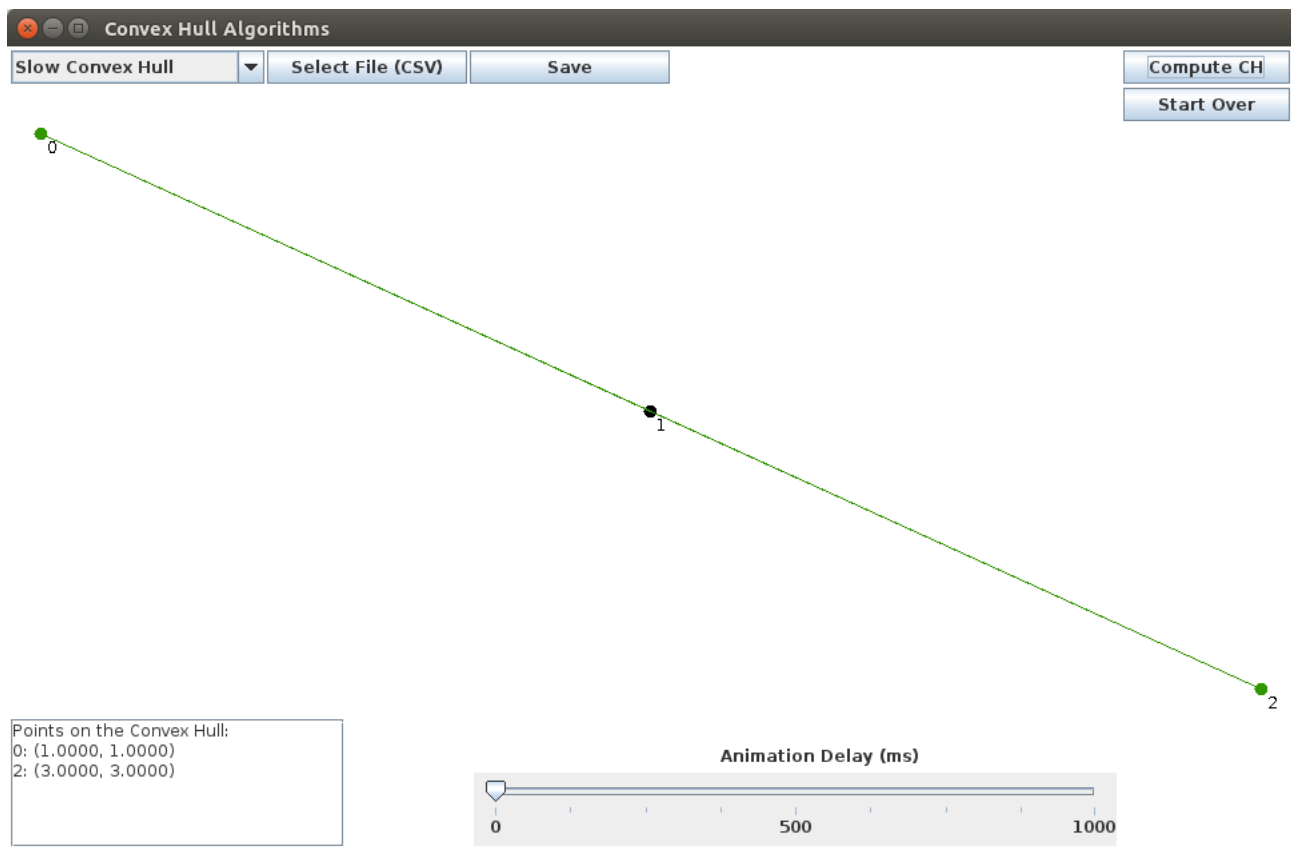 Convex Hull Algorithms
Slow Convex Hull
Select File (CSV)
Save
Compute CH
Start Over
0
1
2
Points on the Convex Hull:
0: (1.0000, 1.0000)
2: (3.0000, 3.0000)
Animation Delay (ms)
0 500 1000